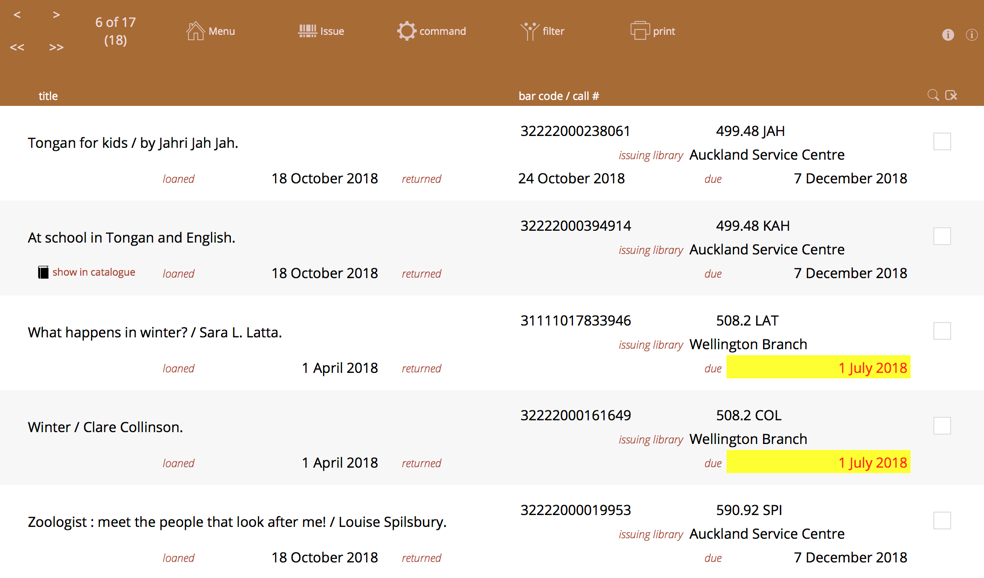 < >
6 of 17
(18)
<< >>
Menu
Issue
command
filter
print
title
bar code / call #
32222000238061 499.48 JAH
Tongan for kids / by Jahri Jah Jah.
issuing library Auckland Service Centre
loaned 18 October 2018 returned 24 October 2018 due 7 December 2018
32222000394914 499.48 KAH
At school in Tongan and English.
issuing library Auckland Service Centre
show in catalogue loaned 18 October 2018 returned due 7 December 2018
31111017833946 508.2 LAT
What happens in winter? / Sara L. Latta.
issuing library Wellington Branch
loaned 1 April 2018 returned due 1 July 2018
32222000161649 508.2 COL
Winter / Clare Collinson.
issuing library Wellington Branch
loaned 1 April 2018 returned due 1 July 2018
32222000019953 590.92 SPI
Zoologist : meet the people that look after me! / Louise Spilsbury.
issuing library Auckland Service Centre
loaned 18 October 2018 returned due 7 December 2018